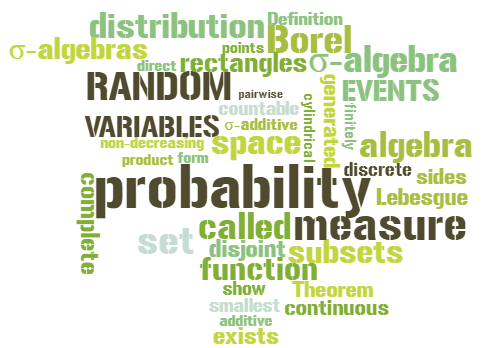 distribution
Definition
σ-algebras
points
Borel
direct
rectangles
σ-algebra
RANDOM
pairwise
generated
EVENTS
countable
cylindrical
finitely
VARIABLES
σ-additive
non-decreasing
space
algebra
product
form
discrete
probability
sides
Lebesgue
complete
called
measure
set
disjoint
subsets
function
show
Theorem
smallest
continuous
additive
exists